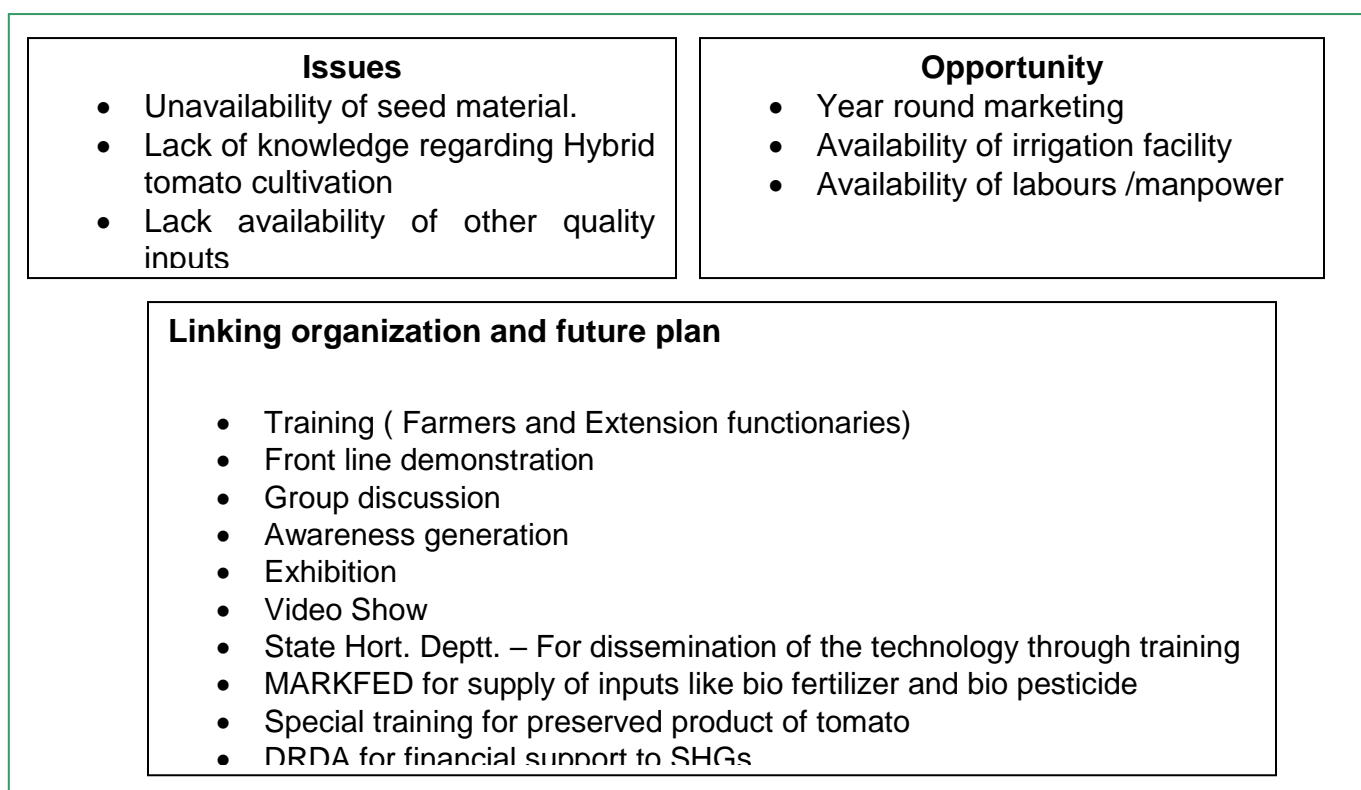 Issues
• Unavailability of seed material.
• Lack of knowledge regarding Hybrid
tomato cultivation
• Lack availability of other quality
inputs
Opportunity
• Year round marketing
• Availability of irrigation facility
• Availability of labours /manpower
Linking organization and future plan
• Training ( Farmers and Extension functionaries)
• Front line demonstration
• Group discussion
• Awareness generation
• Exhibition
• Video Show
• State Hort. Deptt. – For dissemination of the technology through training
• MARKFED for supply of inputs like bio fertilizer and bio pesticide
• Special training for preserved product of tomato
• DRDA for financial support to SHGs